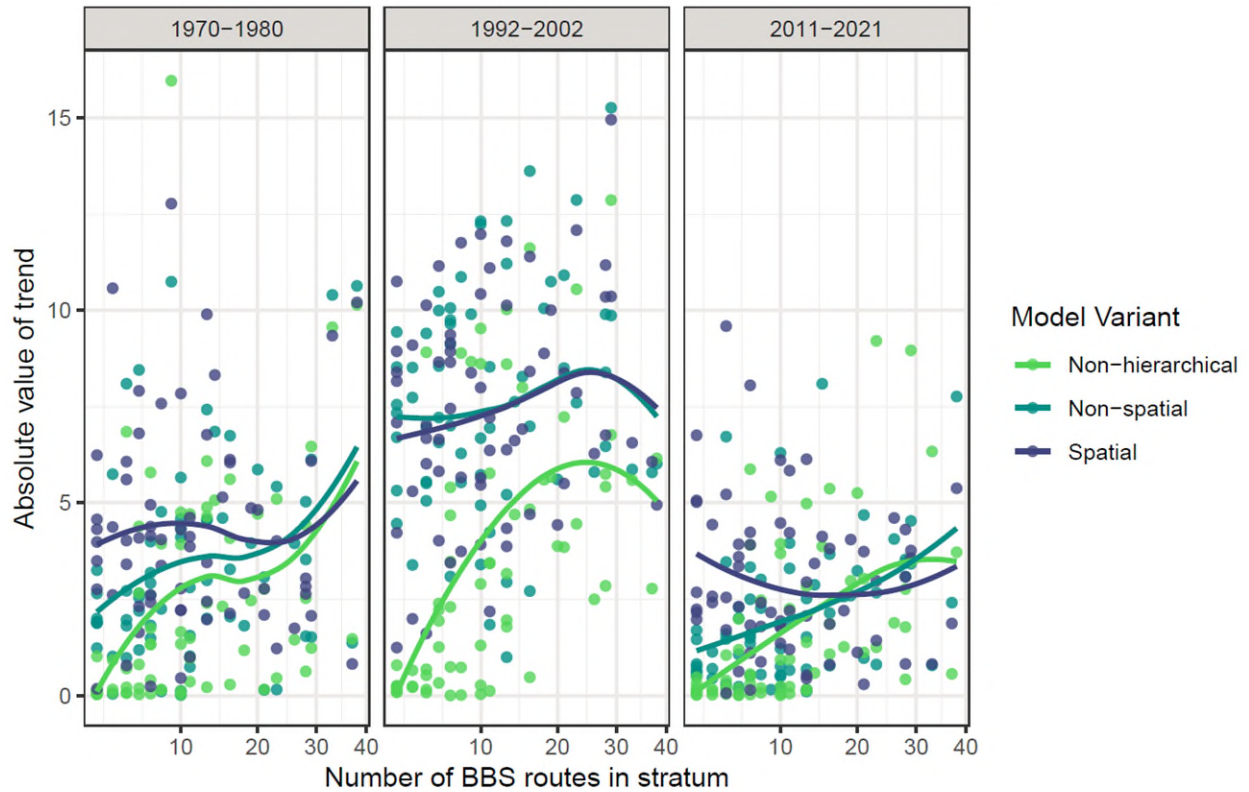 1970−1980 1992−2002 2011−2021
Absolute value of trend
15
10
5
0
10 20 30 40 10 20 30 40 10 20 30 40
Number of BBS routes in stratum
Model Variant
Non−hierarchical
Non−spatial
Spatial